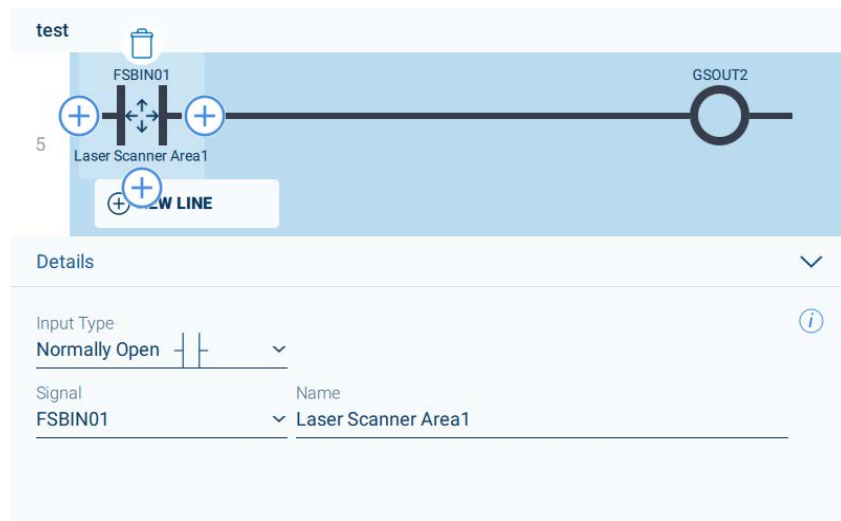 test
FSBIN01
GSOUT2
5
Laser Scanner Area1
LINE
Details
Input Type
Normally Open
Signal
Name
FSBIN01
Laser Scanner Area1